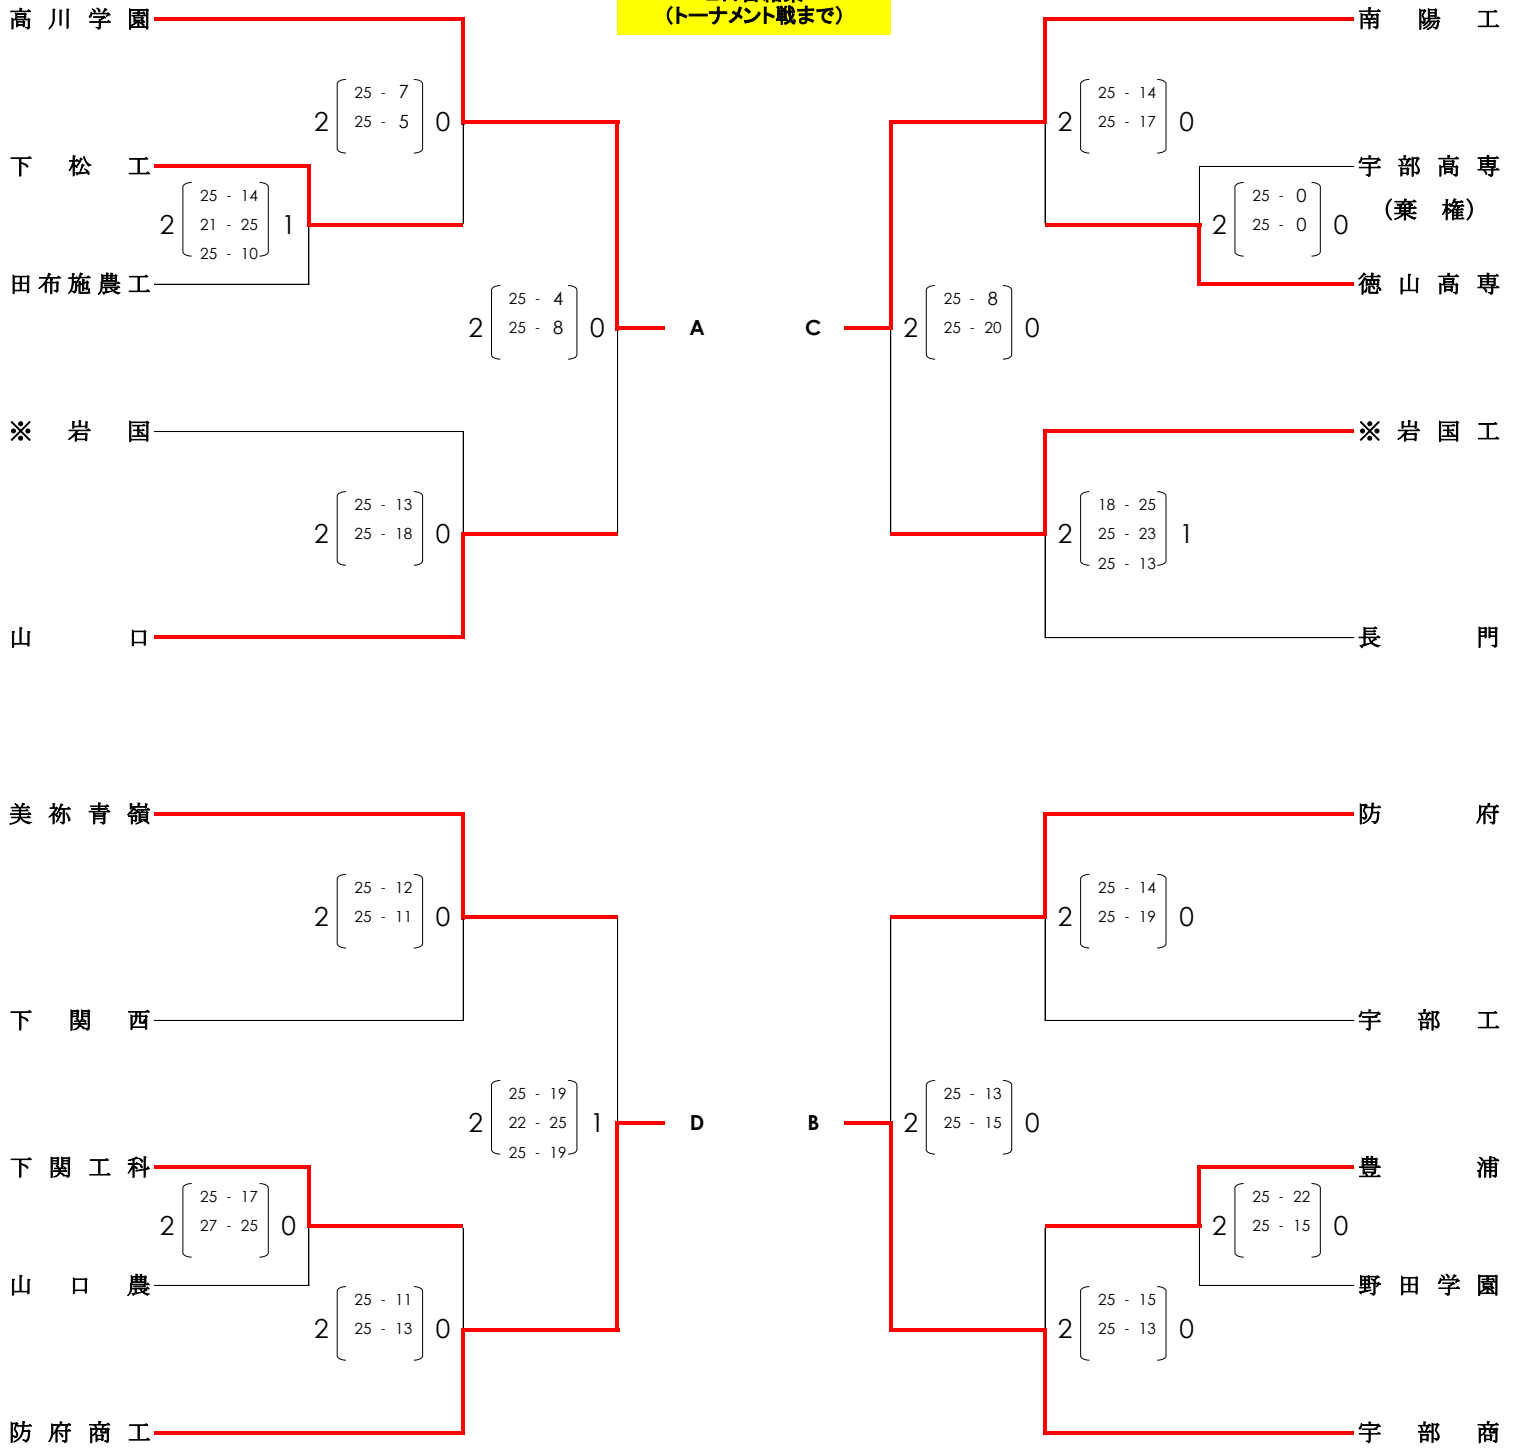 (トーナメント戦まで)
高川学園
25 - 7
2 25 - 5 0
下松工
25 - 14
2 21 - 25 1
25 - 10
田布施農工
25 - 4
2 25 - 8 0
A
※岩国
25 - 13
2 25 - 18 0
山口
南陽工
25 - 14
2 25 - 17 0
宇部高専
(棄権)
25 - 0
2 25 - 0 0
徳山高専
C
25 - 8
2 25 - 20 0
※岩国工
18 - 25
2 25 - 23 1
25 - 13
長門
美祢青嶺
25 - 12
2 25 - 11 0
下関西
25 - 19
2 22 - 25 1
25 - 19
D
下関工科
25 - 17
2 27 - 25 0
山口農
25 - 11
2 25 - 13 0
防府商工
防府
25 - 14
2 25 - 19 0
宇部工
B
25 - 13
2 25 - 15 0
豊浦
25 - 22
2 25 - 15 0
野田学園
25 - 15
2 25 - 13 0
宇部商